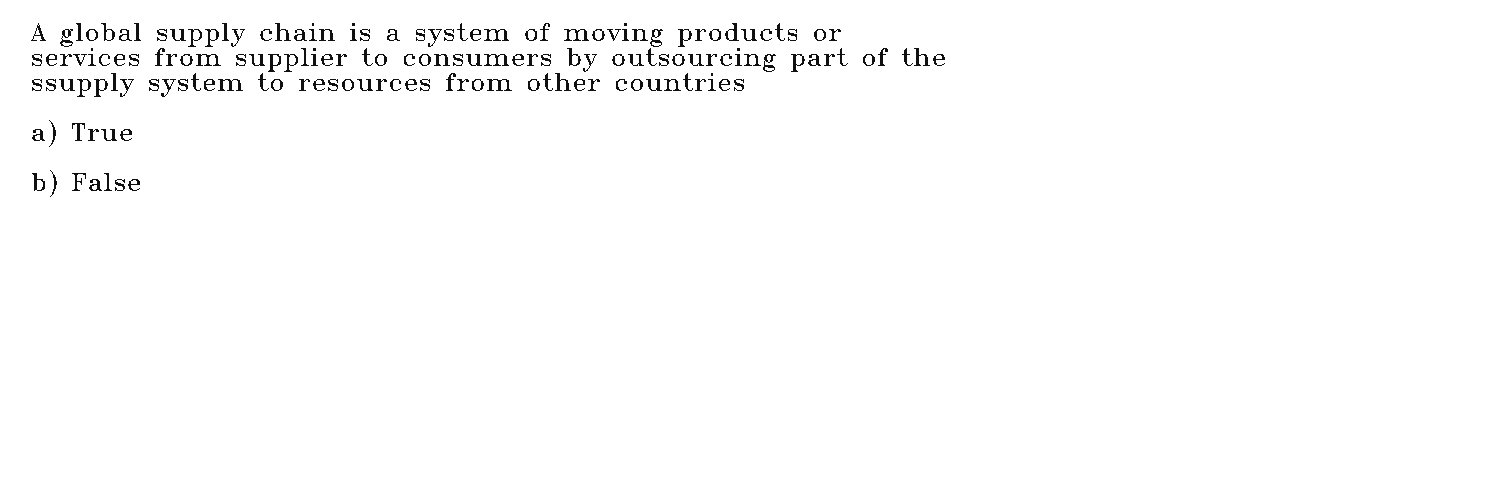 A global supply chain is a system of moving products or
services from supplier to consumers by outsourcing part of the
ssupply system to resources from other countries
a) True
b) False